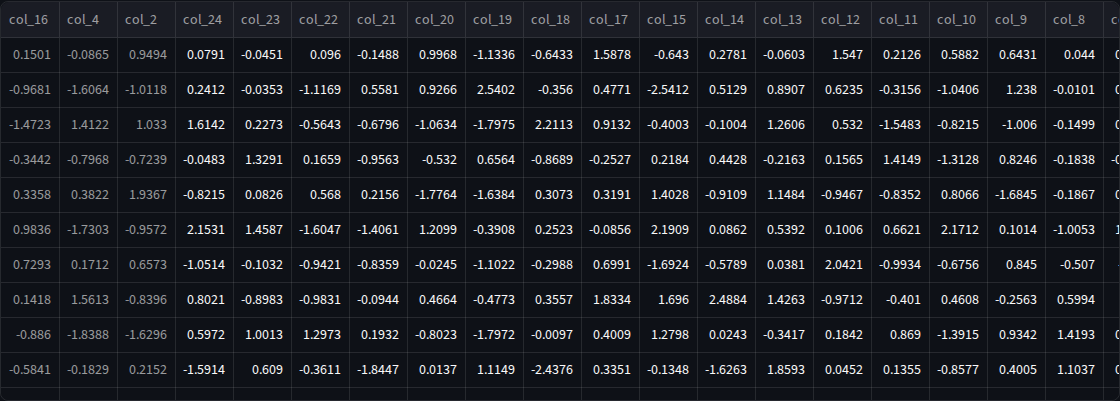 col_16 col_4 col_2 col_24 col_23 col_22 col_21 col_20 col_19 col_18 col_17 col_15 col_14 col_13 col_12 col_11 col_10 col_9 col_8
0.1501 -0.0865 0.9494 0.0791 -0.0451 0.096 -0.1488 0.9968 -1.1336 -0.6433 1.5878 -0.643 0.2781 -0.0603 1.547 0.2126 0.5882 0.6431 0.044
-0.9681 -1.6064 -1.0118 0.2412 -0.0353 -1.1169 0.5581 0.9266 2.5402 -0.356 0.4771 -2.5412 0.5129 0.8907 0.6235 -0.3156 -1.0406 1.238 -0.0101
-1.4723 1.4122 1.033 1.6142 0.2273 -0.5643 -0.6796 -1.0634 -1.7975 2.2113 0.9132 -0.4003 -0.1004 1.2606 0.532 -1.5483 -0.8215 -1.006 -0.1499
-0.3442 -0.7968 -0.7239 -0.0483 1.3291 0.1659 -0.9563 -0.532 0.6564 -0.8689 -0.2527 0.2184 0.4428 -0.2163 0.1565 1.4149 -1.3128 0.8246 -0.1838
0.3358 0.3822 1.9367 -0.8215 0.0826 0.568 0.2156 -1.7764 -1.6384 0.3073 0.3191 1.4028 -0.9109 1.1484 -0.9467 -0.8352 0.8066 -1.6845 -0.1867
0.9836 -1.7303 -0.9572 2.1531 1.4587 -1.6047 -1.4061 1.2099 -0.3908 0.2523 -0.0856 2.1909 0.0862 0.5392 0.1006 0.6621 2.1712 0.1014 -1.0053
0.7293 0.1712 0.6573 -1.0514 -0.1032 -0.9421 -0.8359 -0.0245 -1.1022 -0.2988 0.6991 -1.6924 -0.5789 0.0381 2.0421 -0.9934 -0.6756 0.845 -0.507
0.1418 1.5613 -0.8396 0.8021 -0.8983 -0.9831 -0.0944 0.4664 -0.4773 0.3557 1.8334 1.696 2.4884 1.4263 -0.9712 -0.401 0.4608 -0.2563 0.5994
-0.886 -1.8388 -1.6296 0.5972 1.0013 1.2973 0.1932 -0.8023 -1.7972 -0.0097 0.4009 1.2798 0.0243 -0.3417 0.1842 0.869 -1.3915 0.9342 1.4193
-0.5841 -0.1829 0.2152 -1.5914 0.609 -0.3611 -1.8447 0.0137 1.1149 -2.4376 0.3351 -0.1348 -1.6263 1.8593 0.0452 0.1355 -0.8577 0.4005 1.1037